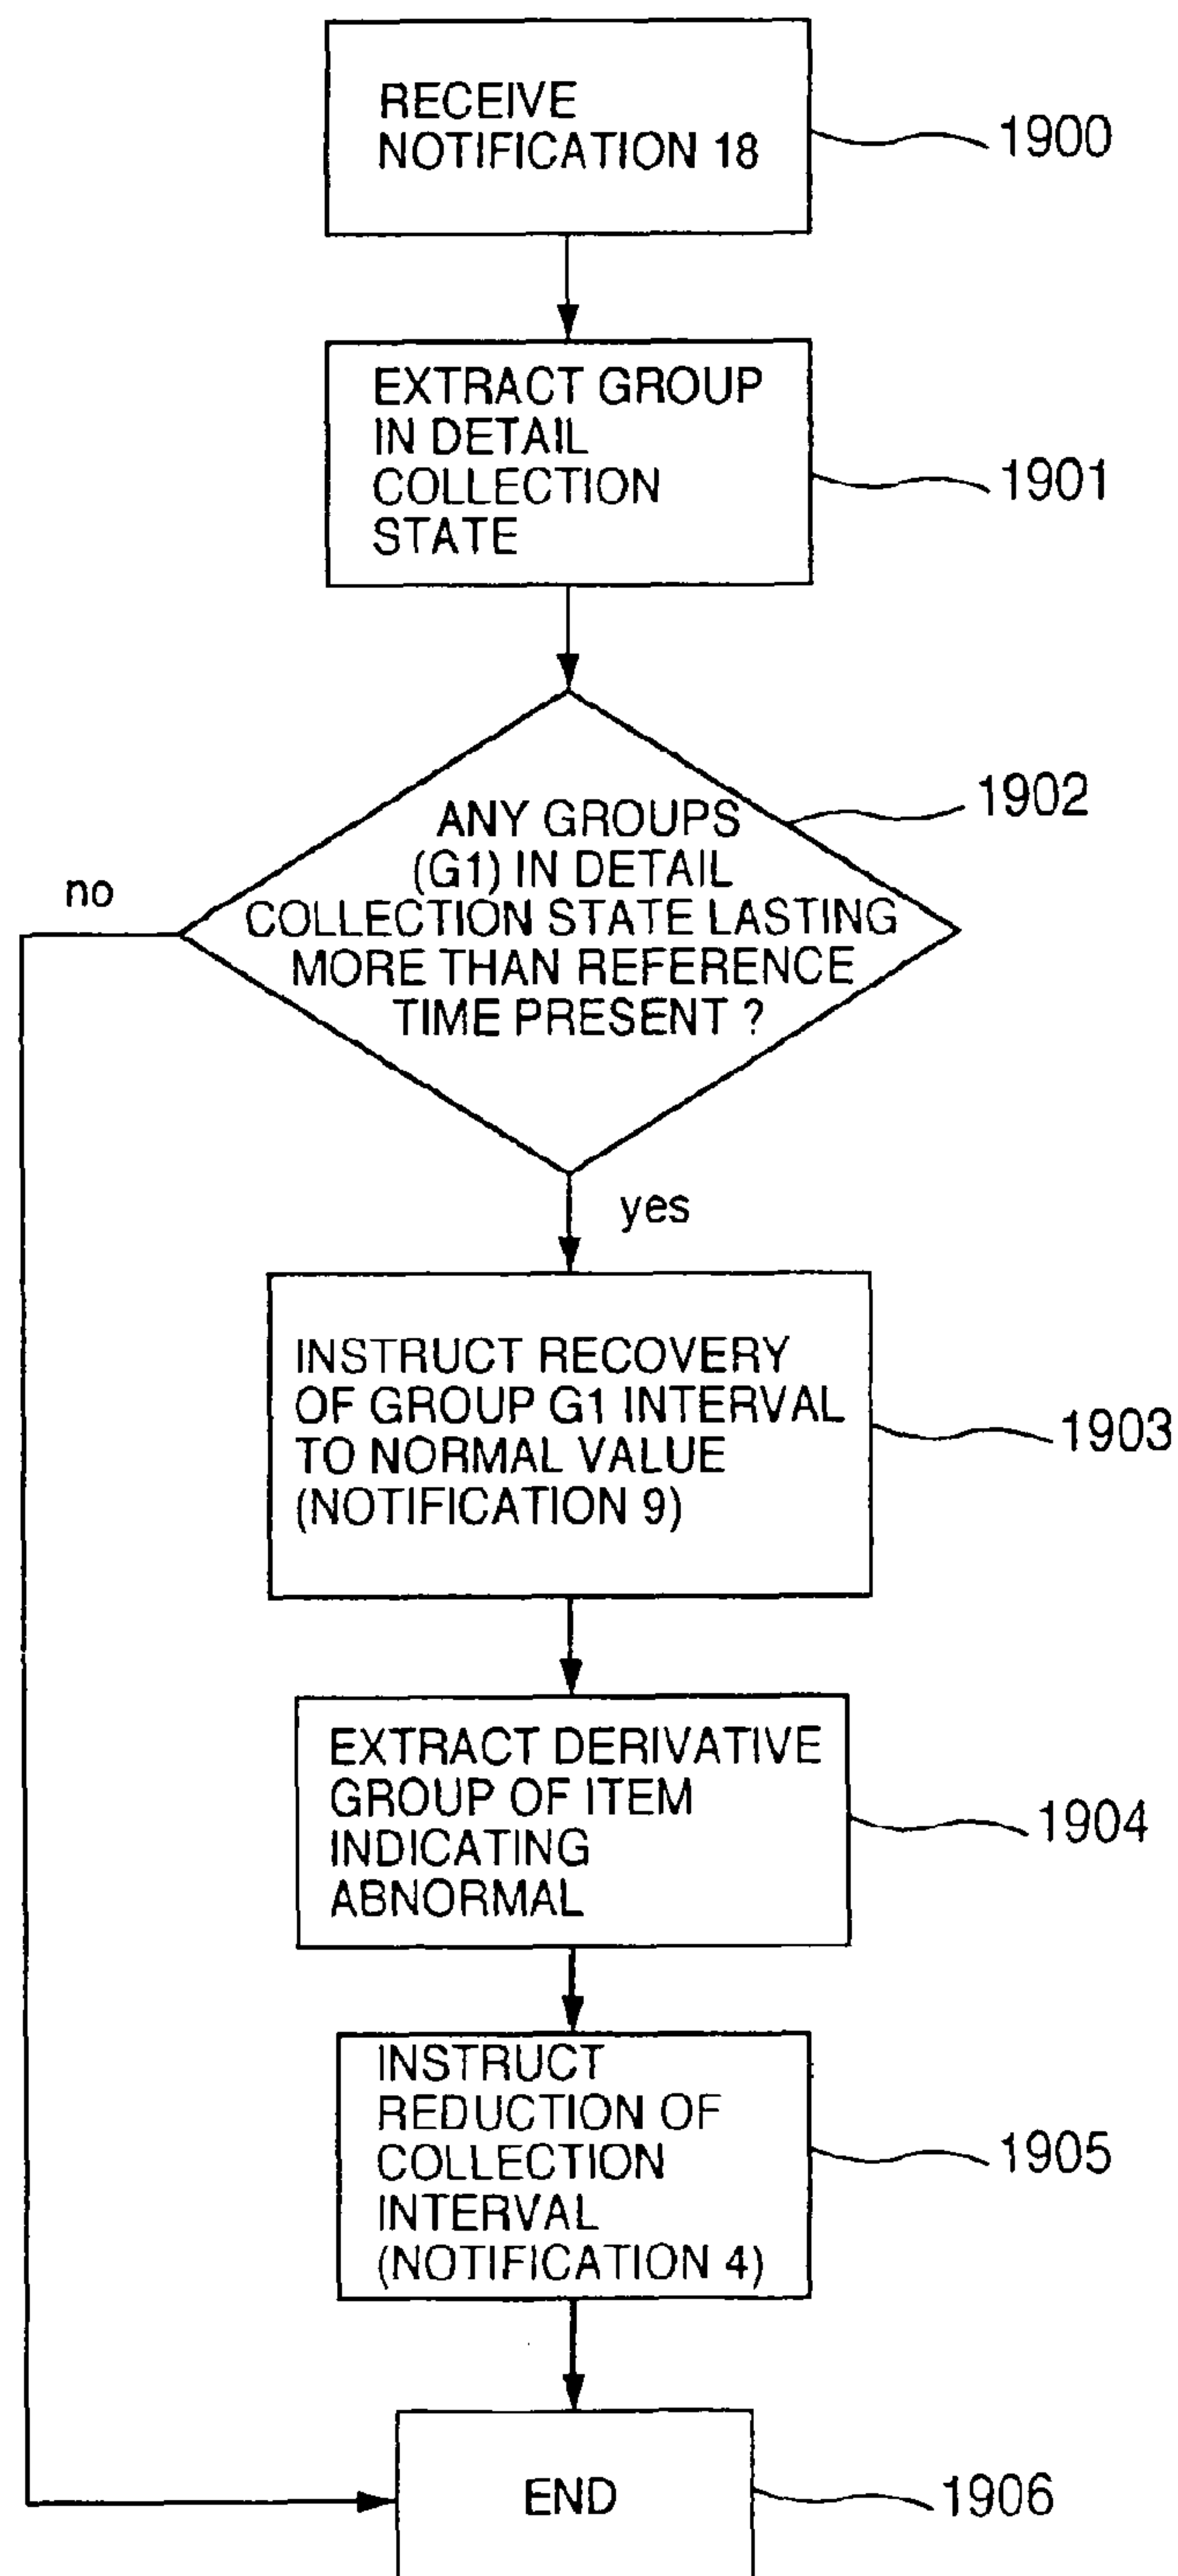 RECEIVE
NOTIFICATION 18
1900
EXTRACT GROUP
IN DETAIL
COLLECTION
STATE
1901
ANY GROUPS
(G1) IN DETAIL
COLLECTION STATE LASTING
MORE THAN REFERENCE
TIME PRESENT ?
1902
no
yes
INSTRUCT RECOVERY
OF GROUP G1 INTERVAL
TO NORMAL VALUE
(NOTIFICATION 9)
1903
EXTRACT DERIVATIVE
GROUP OF ITEM
INDICATING
ABNORMAL
1904
INSTRUCT
REDUCTION OF
COLLECTION
INTERVAL
(NOTIFICATION 4)
1905
END
1906